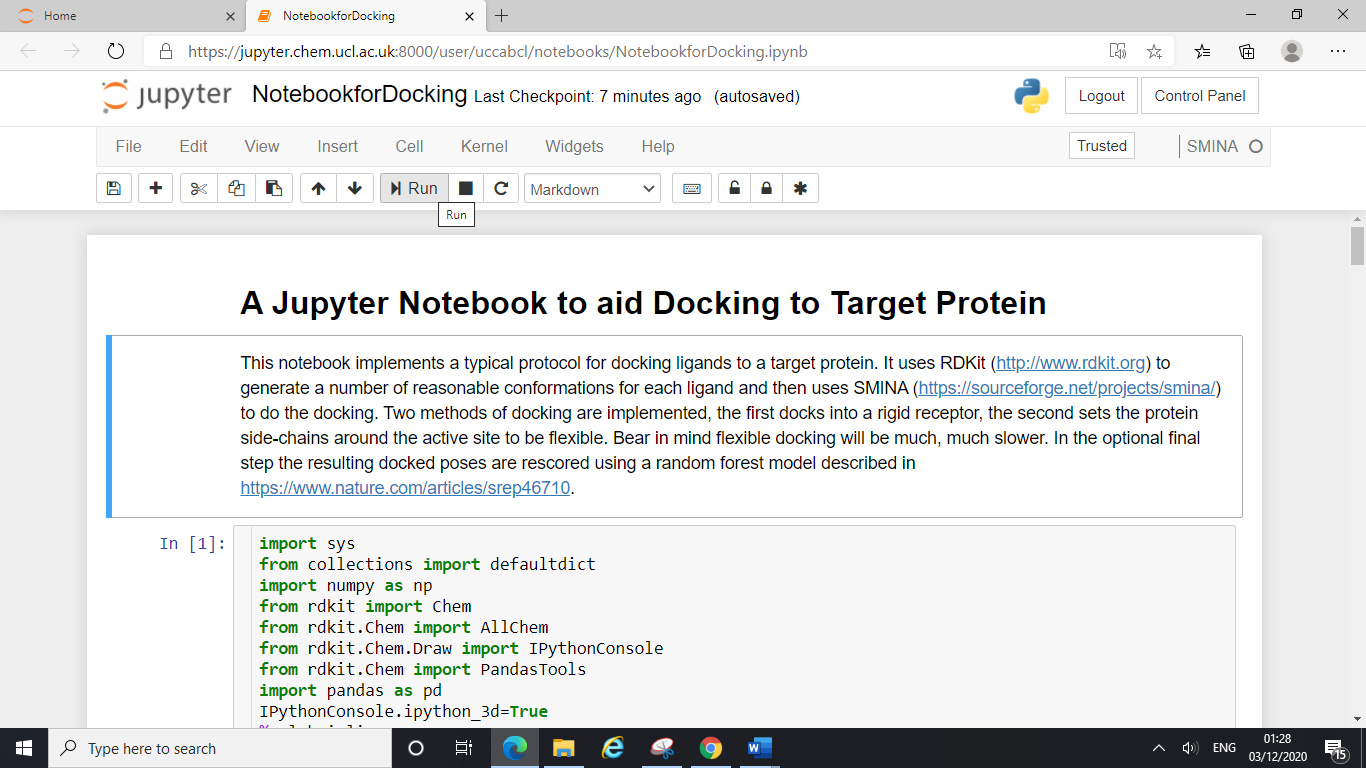 Home
NotebookforDocking
https://jupyter.chem.ucl.ac.uk:8000/user/uccabcl/notebooks/NotebookforDocking.ipynb
jupyter NotebookforDocking Last Checkpoint: 7 minutes ago (autosaved)
Logout
Control Panel
File Edit View Insert Cell Kernel Widgets Help
Trusted
SMINA
Run
Markdown
Run
A Jupyter Notebook to aid Docking to Target Protein
This notebook implements a typical protocol for docking ligands to a target protein. It uses RDKit (http://www.rdkit.org) to
generate a number of reasonable conformations for each ligand and then uses SMINA (https://sourceforge.net/projects/smina/)
to do the docking. Two methods of docking are implemented, the first docks into a rigid receptor, the second sets the protein
side-chains around the active site to be flexible. Bear in mind flexible docking will be much, much slower. In the optional final
step the resulting docked poses are rescored using a random forest model described in
https://www.nature.com/articles/srep46710.
In [1]:
import sys
from collections import defaultdict
import numpy as np
from rdkit import Chem
from rdkit.Chem import AllChem
from rdkit.Chem.Draw import IPythonConsole
from rdkit.Chem import PandasTools
import pandas as pd
IPythonConsole.ipython_3d=True
Type here to search
ENG
01:28
03/12/2020
15